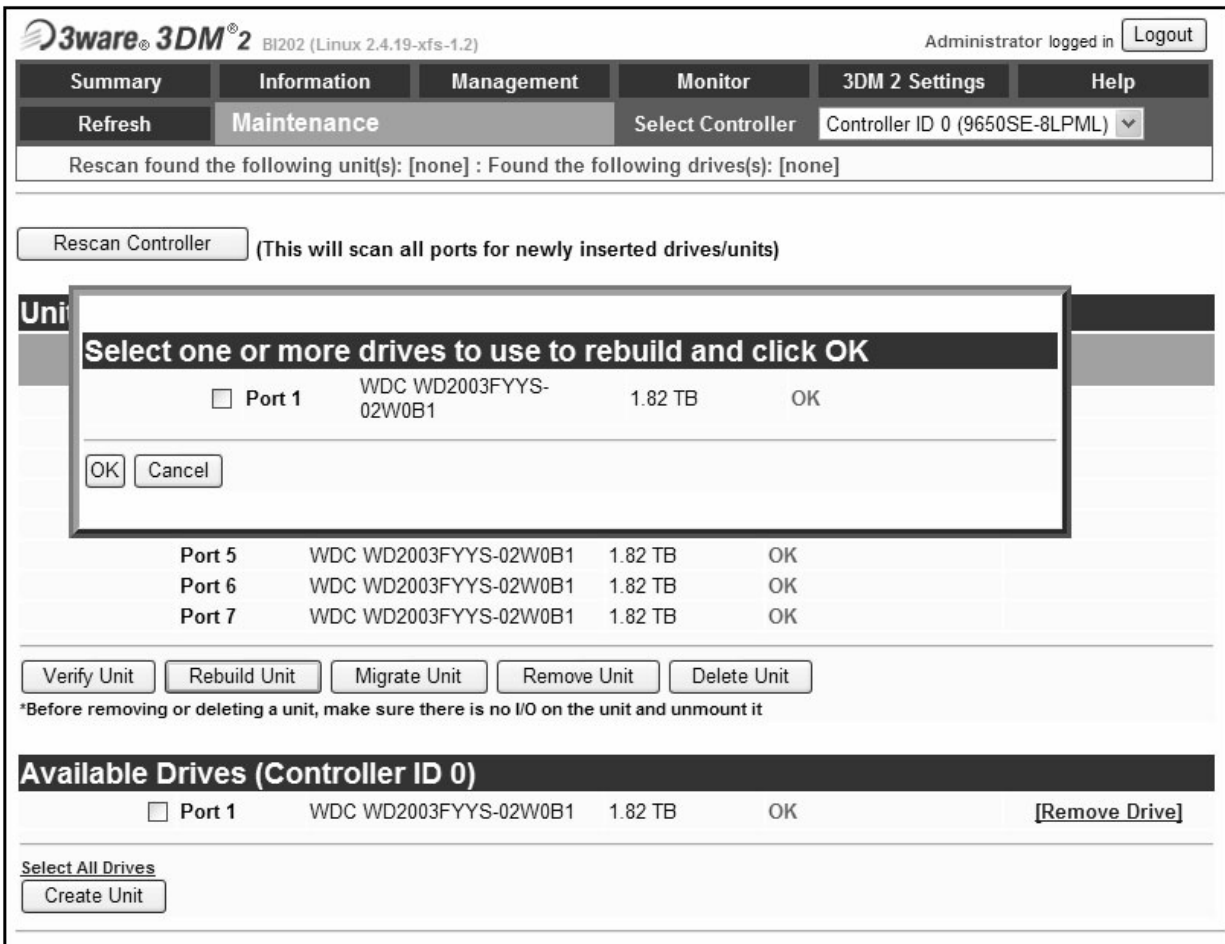 3ware® 3DM®2 BI202 (Linux 2.4.19-xfs-1.2) Administrator logged in Logout
Summary Information Management Monitor 3DM 2 Settings Help
Refresh Maintenance Select Controller Controller ID 0 (9650SE-8LPML)
Rescan found the following unit(s): [none] : Found the following drives(s): [none]
Rescan Controller (This will scan all ports for newly inserted drives/units)
Uni
Select one or more drives to use to rebuild and click OK
Port 1 WDC WD2003FYYS-
02W0B1 1.82 TB OK
OK Cancel
Port 5 WDC WD2003FYYS-02W0B1 1.82 TB OK
Port 6 WDC WD2003FYYS-02W0B1 1.82 TB OK
Port 7 WDC WD2003FYYS-02W0B1 1.82 TB OK
Verify Unit Rebuild Unit Migrate Unit Remove Unit Delete Unit
*Before removing or deleting a unit, make sure there is no I/O on the unit and unmount it
Available Drives (Controller ID 0)
Port 1 WDC WD2003FYYS-02W0B1 1.82 TB OK [Remove Drive]
Select All Drives
Create Unit